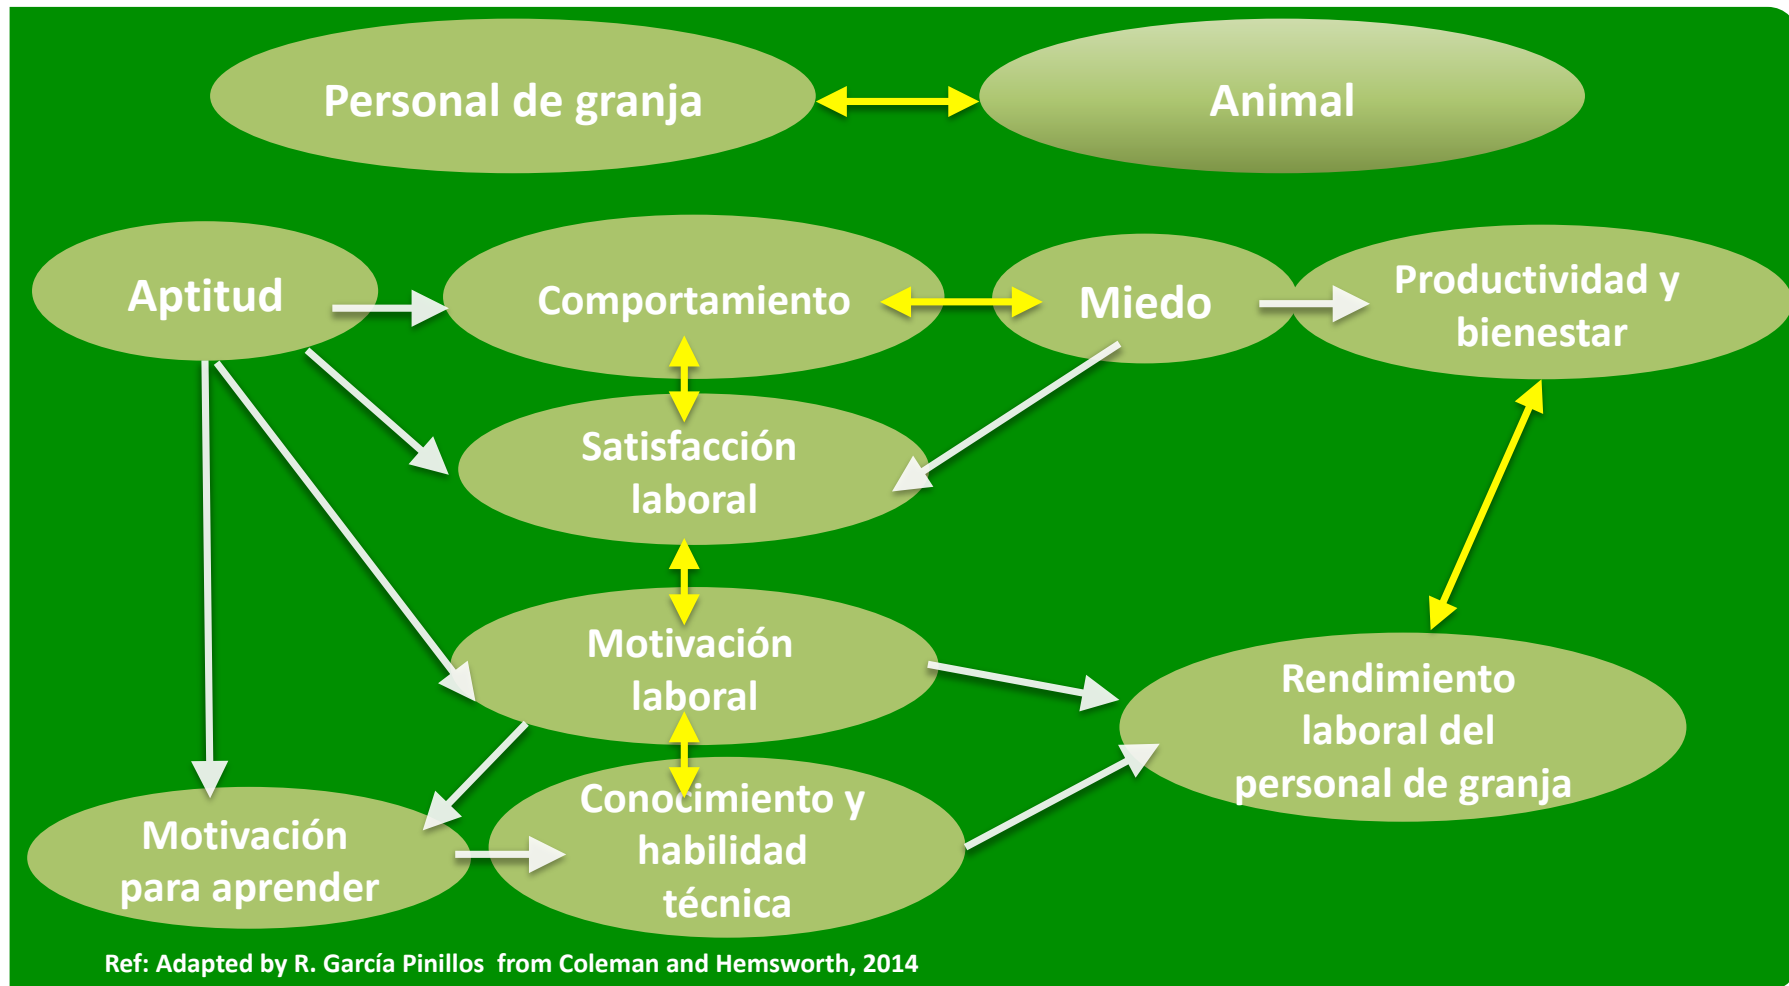 Personal de granja
Animal
Aptitud
Comportamiento
Miedo
Productividad y
bienestar
Satisfacción
laboral
Motivación
laboral
Rendimiento
laboral del
personal de granja
Motivación
para aprender
Conocimiento y
habilidad
técnica
Ref: Adapted by R. García Pinillos from Coleman and Hemsworth, 2014